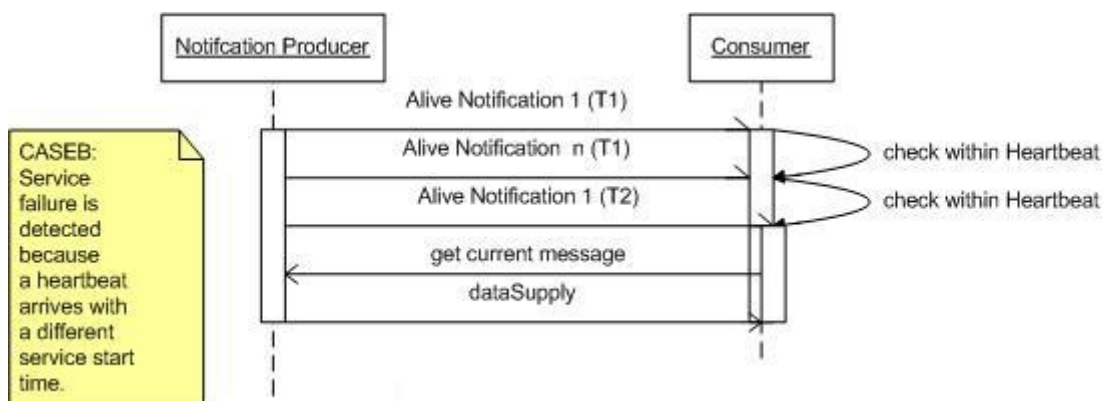 Notifcation Producer
Consumer
Alive Notification 1 (T1)
Alive Notification  n (T1)
check within Heartbeat
Alive Notification 1 (T2)
check within Heartbeat
get current message
dataSupply
CASEB:
Service
failure is
detected
because
a heartbeat
arrives with
a different
service start
time.